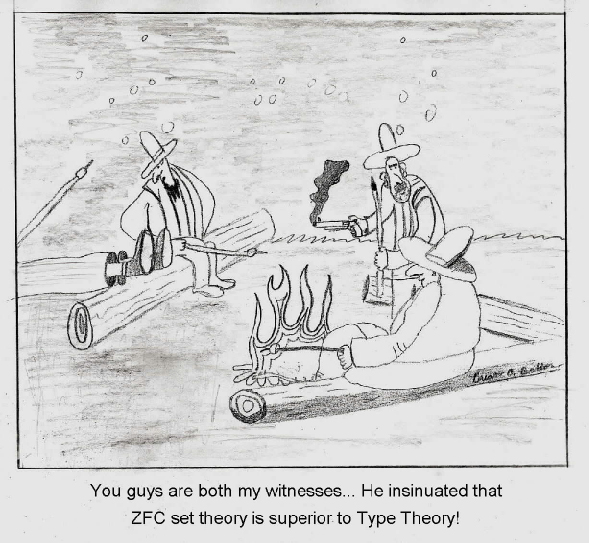 You guys are both my witnesses... He insinuated that
ZFC set theory is superior to Type Theory!